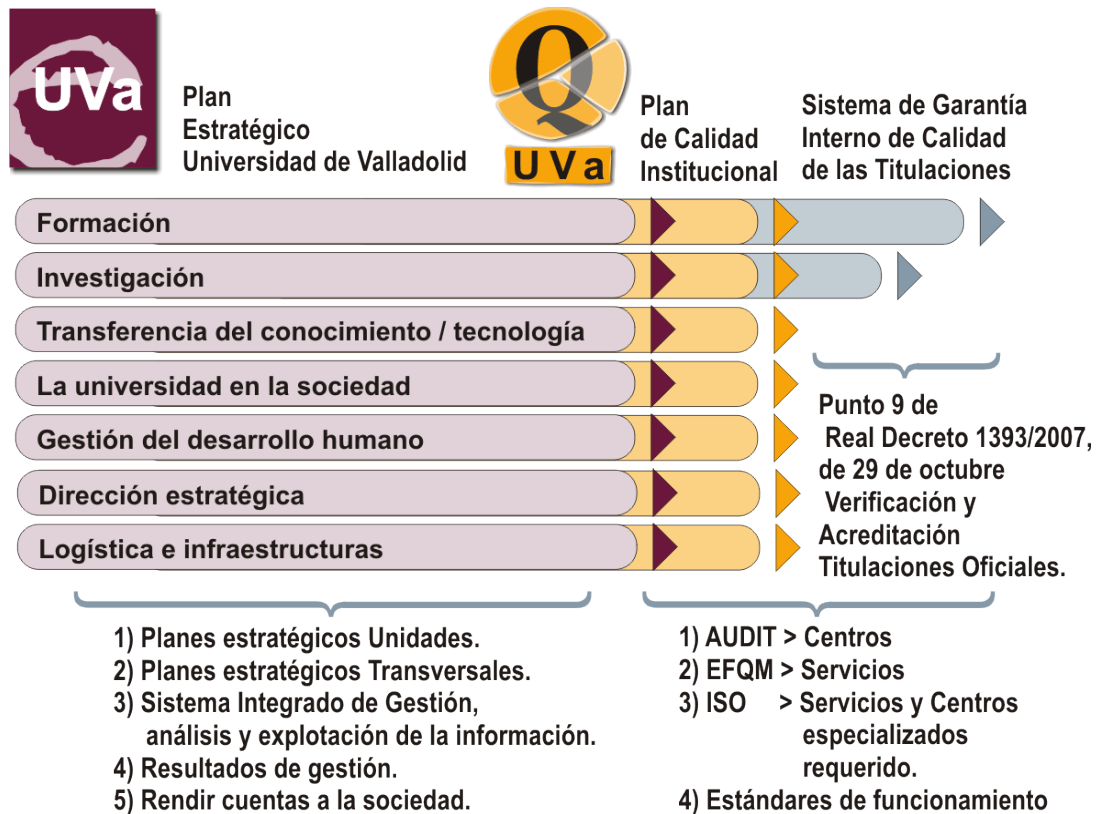 UVa
Plan
Estratégico
Universidad de Valladolid
Q
UVa
Plan
de Calidad
Institucional
Sistema de Garantía
Interno de Calidad
de las Titulaciones
Formación
Investigación
Transferencia del conocimiento / tecnología
La universidad en la sociedad
Gestión del desarrollo humano
Dirección estratégica
Logística e infraestructuras
Punto 9 de
Real Decreto 1393/2007,
de 29 de octubre
Verificación y
Acreditación
Titulaciones Oficiales.
1) Planes estratégicos Unidades.
2) Planes estratégicos Transversales.
3) Sistema Integrado de Gestión,
análisis y explotación de la información.
4) Resultados de gestión.
5) Rendir cuentas a la sociedad.
1) AUDIT > Centros
2) EFQM > Servicios
3) ISO > Servicios y Centros
especializados
requerido.
4) Estándares de funcionamiento